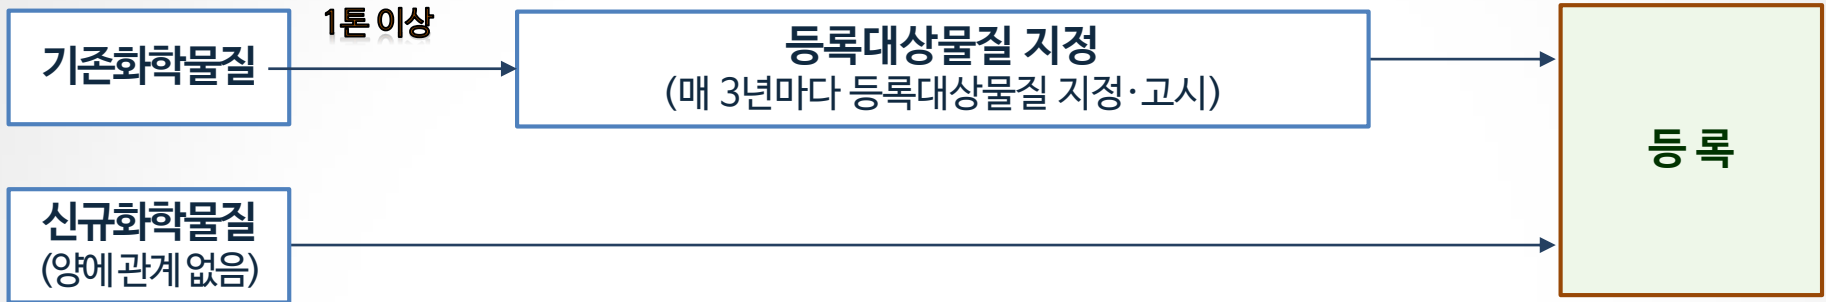 기존화학물질
1톤 이상
등록대상물질 지정
(매 3년마다 등록대상물질 지정·고시)
등 록
신규화학물질
(양에 관계 없음)